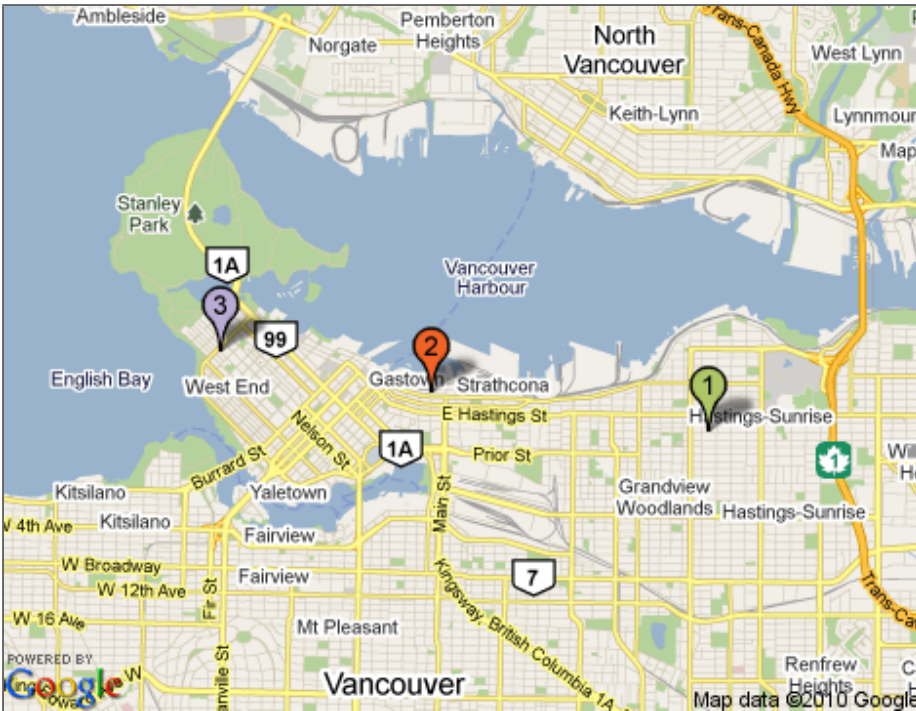 Ambleside
Pemberton
Heights
Norgate
North
Vancouver
Trans-Canada Hwy
West Lynn
Keith-Lynn
Lynnmour
Map
Stanley
Park
1A
Vancouver
Harbour
3
99
2
1
English Bay
West End
Gastown
Strathcona
E Hastings St
Hastings-Sunrise
Nelson St
1A
Prior St
Burrard St
1
Kitsilano
Yaletown
Main St
Grandview
Woodlands
Hastings-Sunrise
W 4th Ave
Kitsilano
Fairview
W Broadway
Fairview
7
W 12th Ave
Fir St
Kingsway, British Columbia 1A
Trans-Ca
W 16 Ave
Mt Pleasant
POWERED BY
Google
Vancouver
Renfrew
Heights
anville St
Map data ©2010 Google